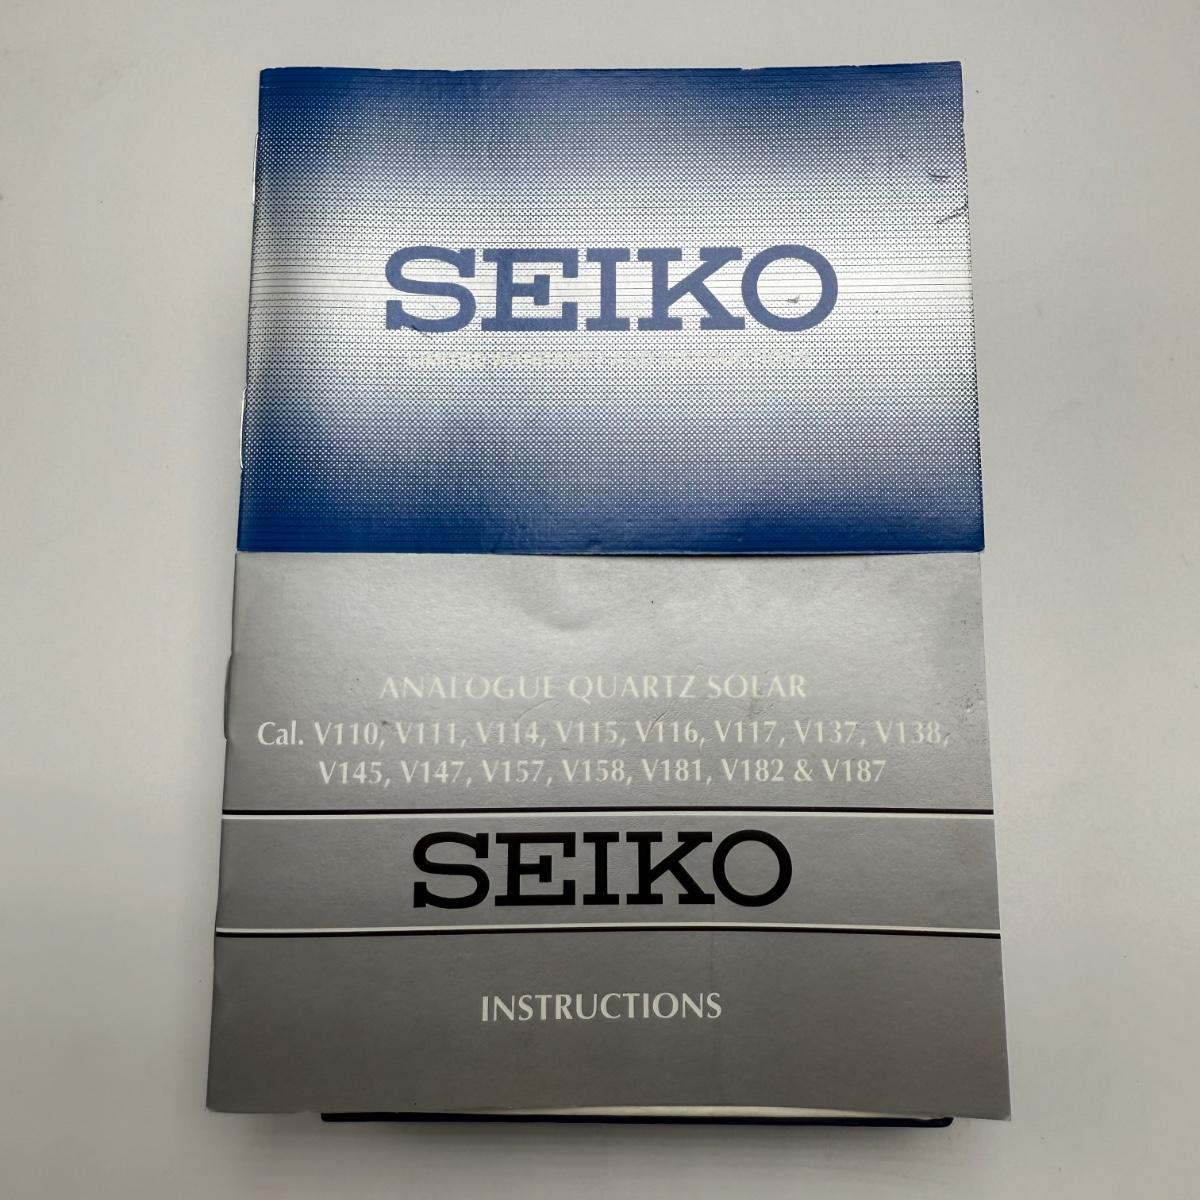 SEIKO
ANALOGUE QUARTZ SOLAR
Cal. V110, V111, V114, V115, V116, V117, V137, V138,
V145, V147, V157, V158, V181, V182 & V187
SEIKO
INSTRUCTIONS